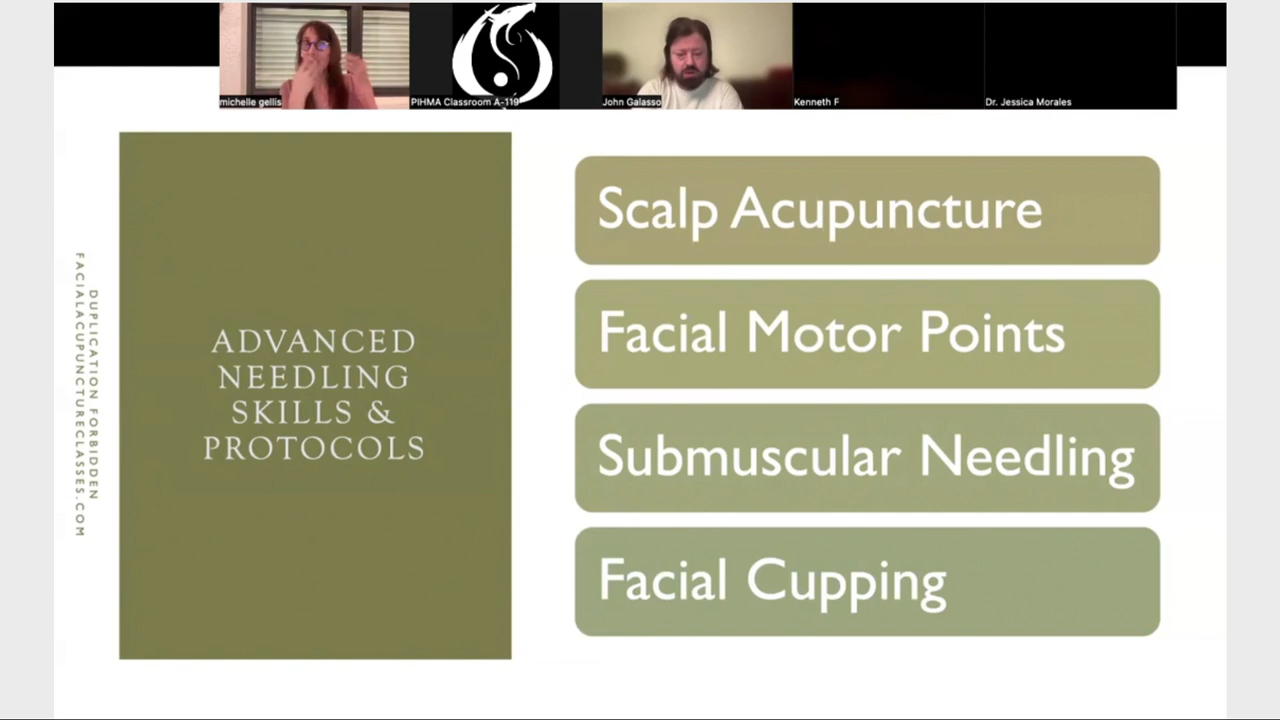 michelle gellis
PIHMA Classroom A-119
John Galasso
Kenneth F
Dr. Jessica Morales
DUPLICATION FORBIDDEN
FACIALACUPUNCTURECLASSES.COM
ADVANCED
NEEDLING
SKILLS &
PROTOCOLS
Scalp Acupuncture
Facial Motor Points
Submuscular Needling
Facial Cupping